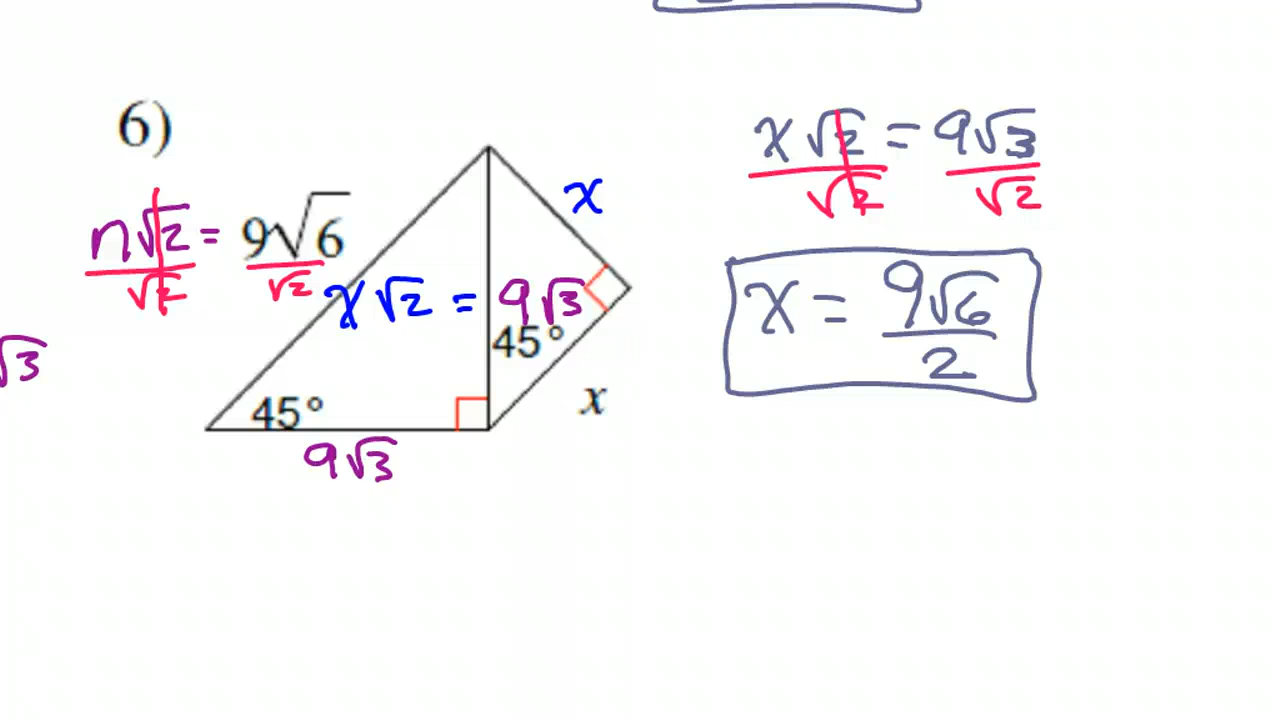 6)
x√2 = 9√3
√2 √2
n√2 = 9√6
√2 √2
x
x√2 = 9√3
45°
x = 9√6
2
√3
45°
x
9√3